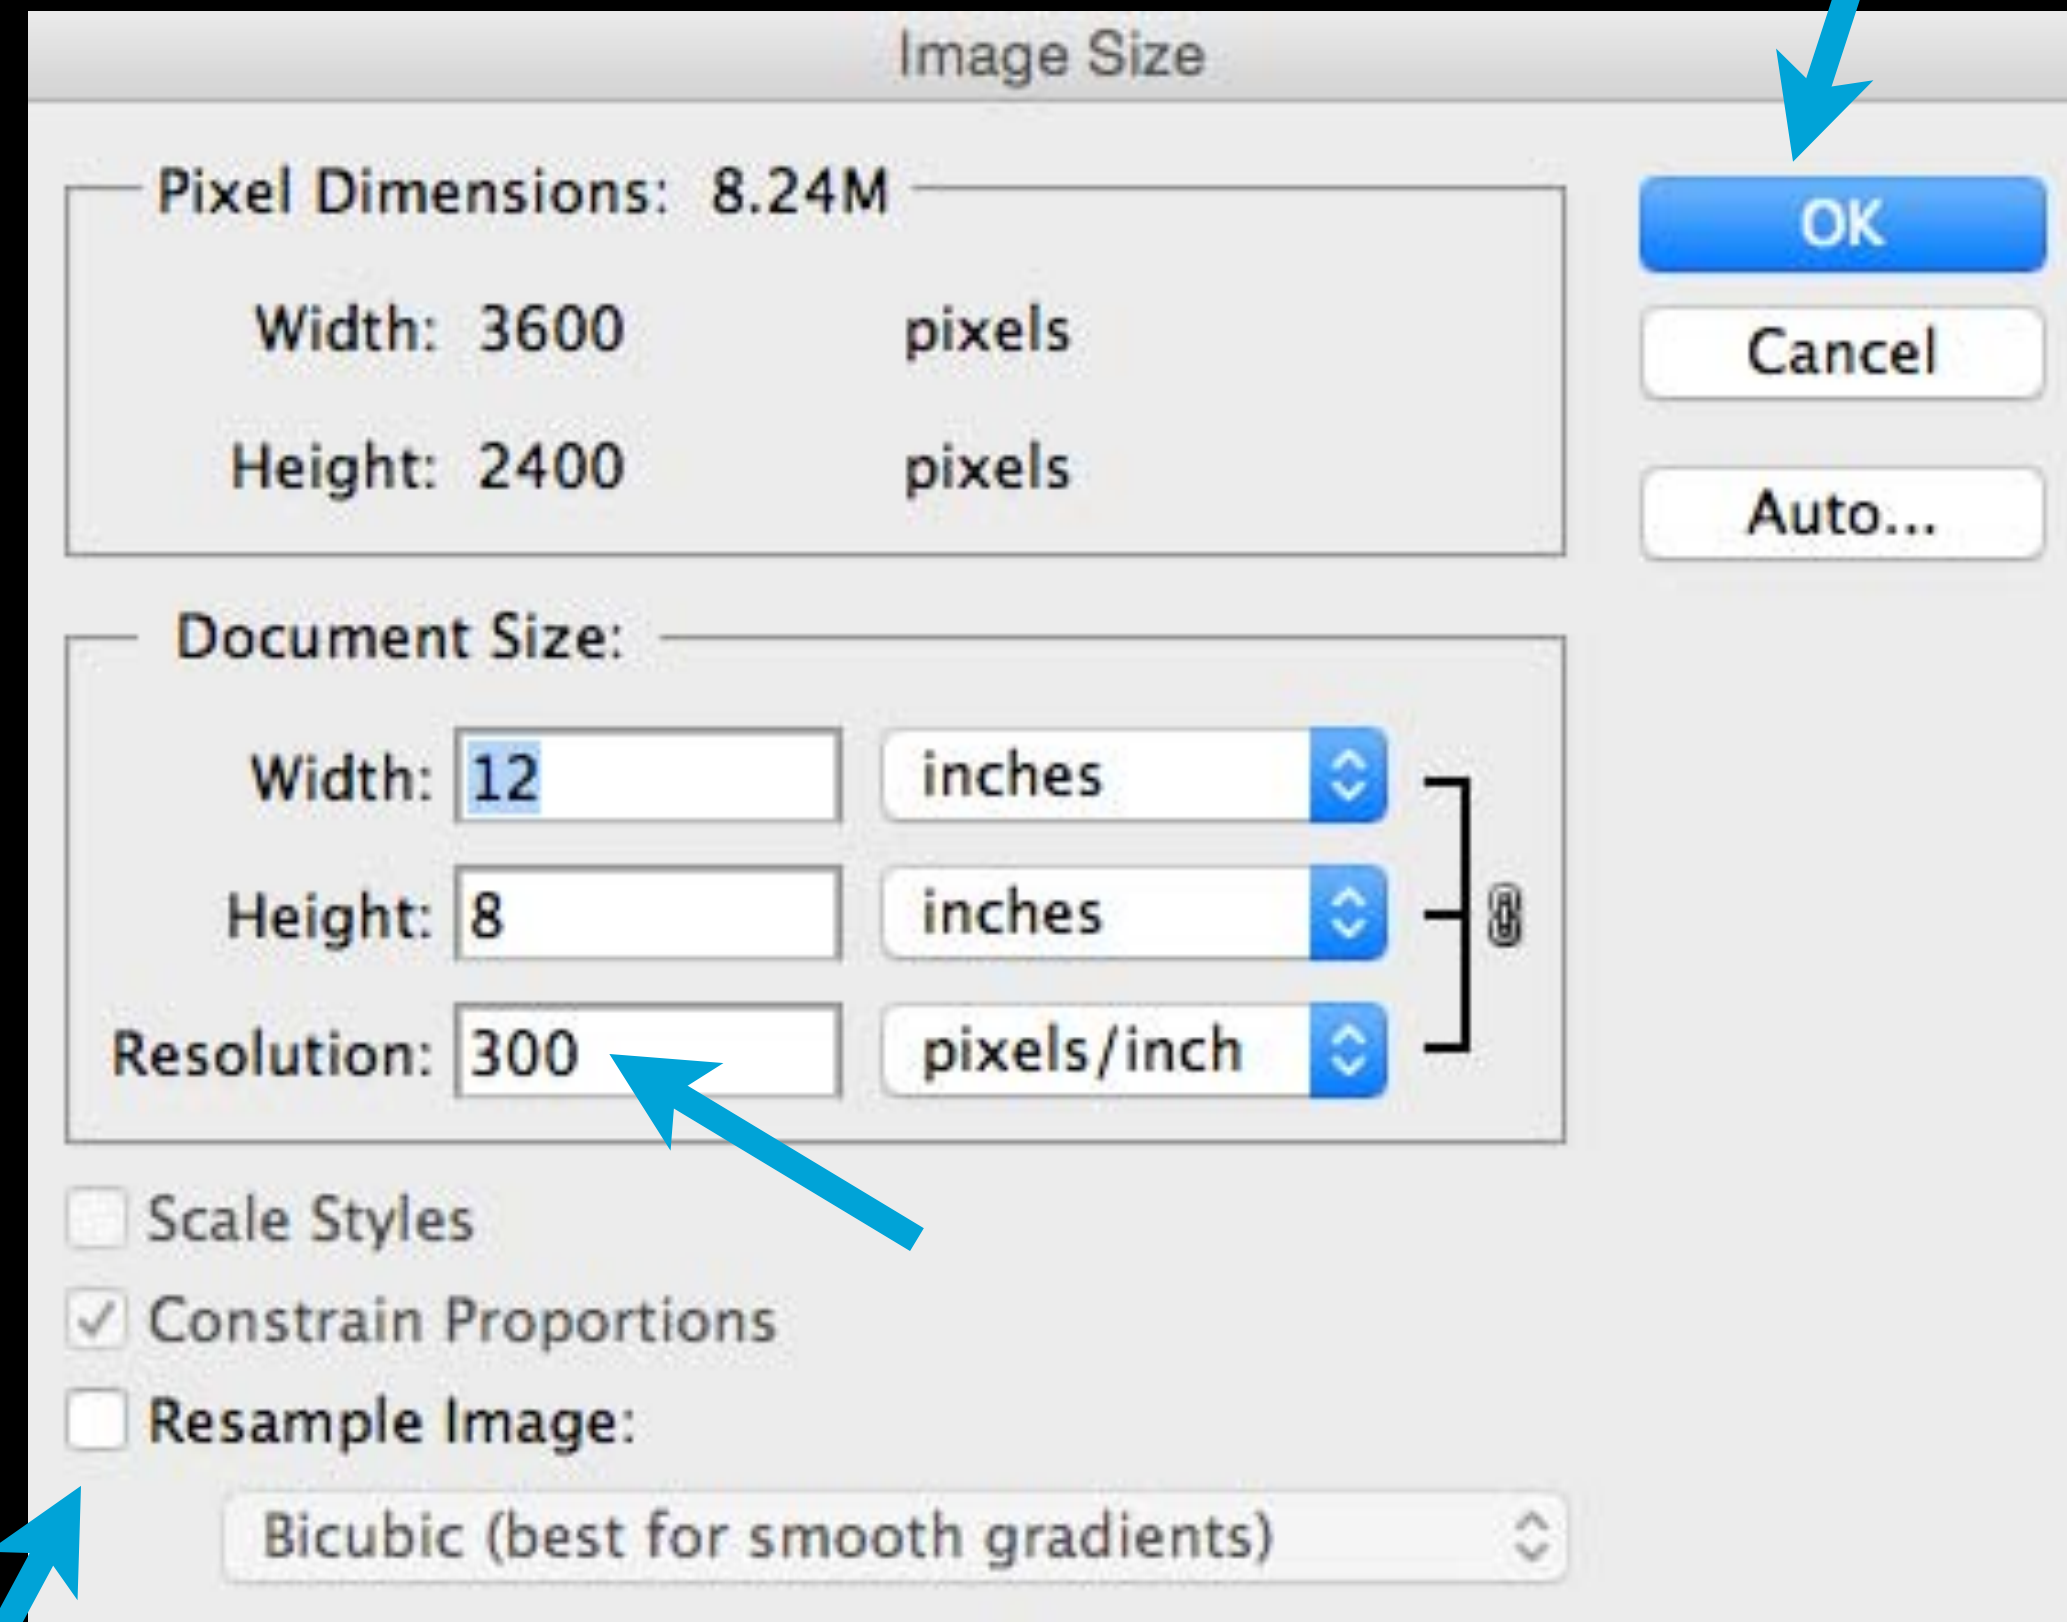 Image Size
Pixel Dimensions: 8.24M
OK
Width: 3600 pixels
Cancel
Height: 2400 pixels
Auto...
Document Size:
Width: 12 inches
Height: 8 inches
Resolution: 300 pixels/inch
Scale Styles
Constrain Proportions
Resample Image:
Bicubic (best for smooth gradients)